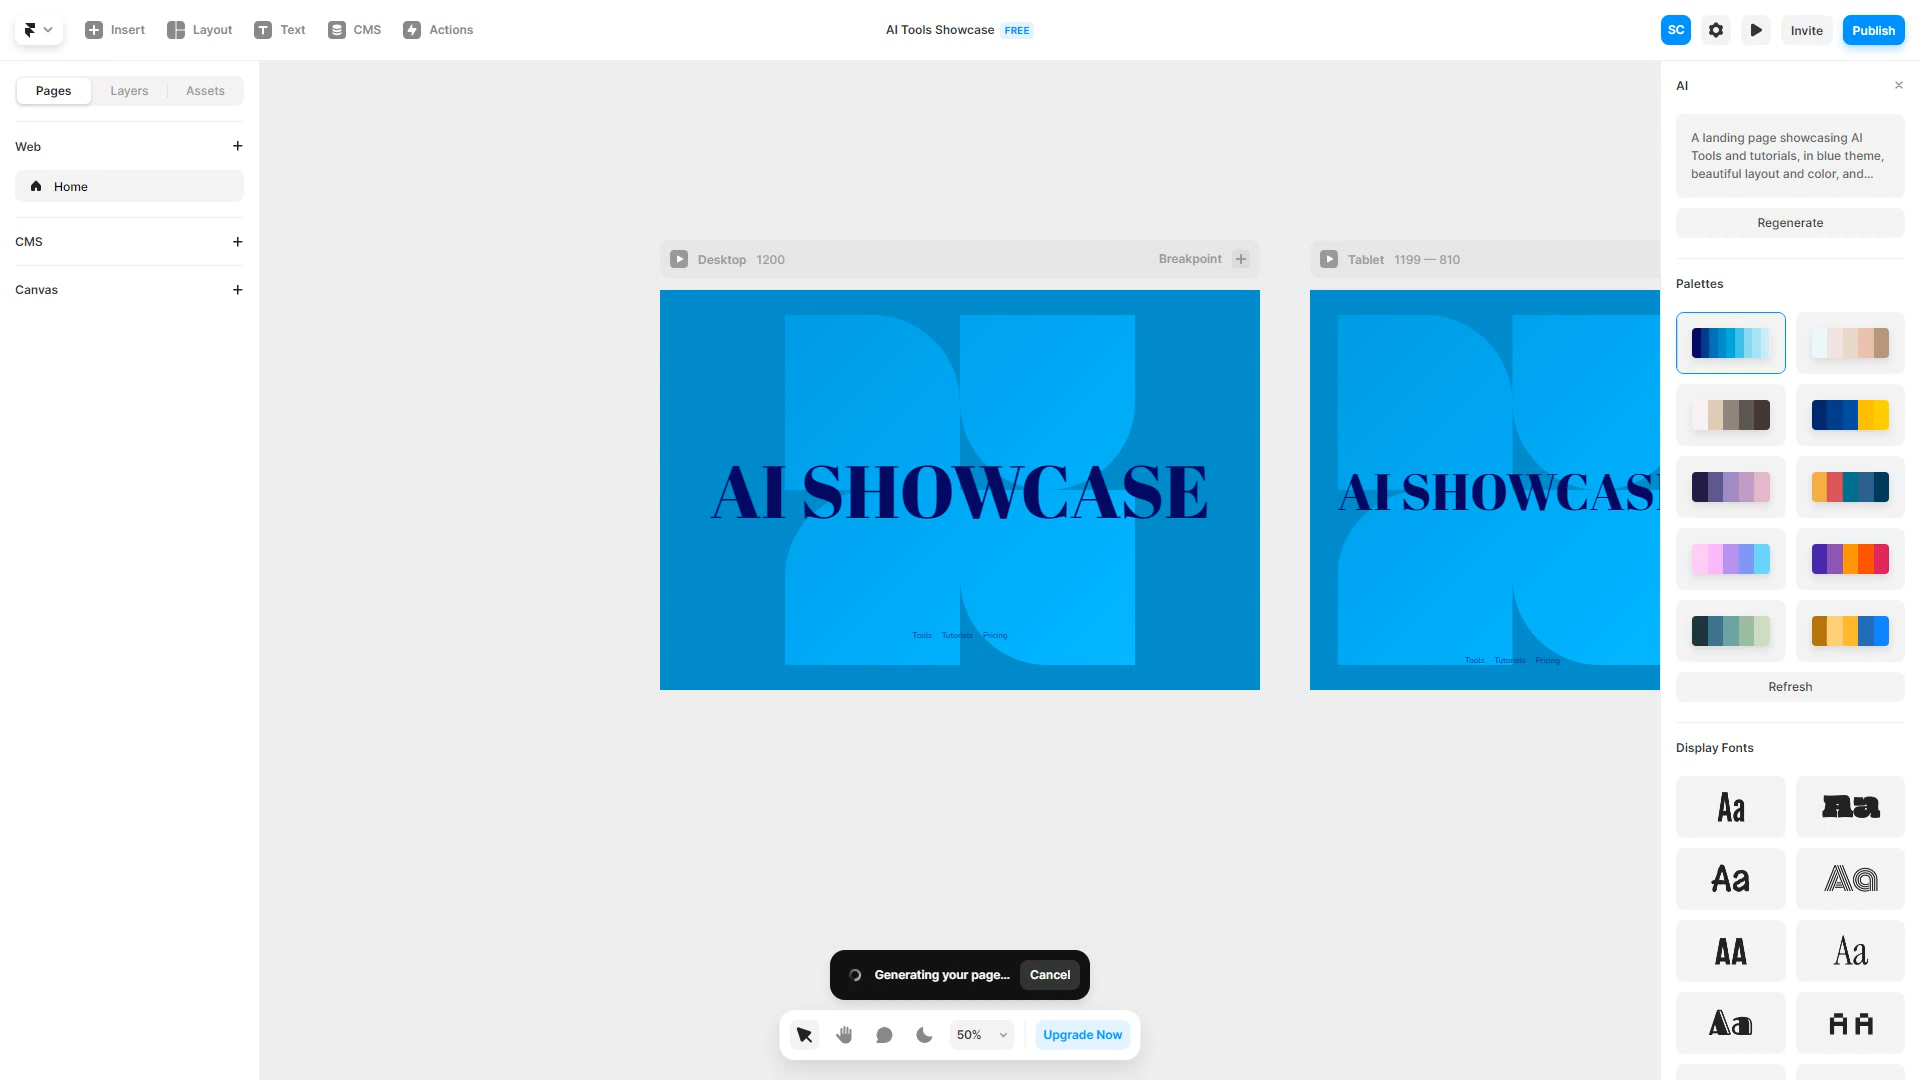 Insert
Layout
Text
CMS
Actions
AI Tools Showcase FREE
SC
Invite
Publish
Pages
Layers
Assets
Web
Home
CMS
Canvas
Desktop 1200
Breakpoint
AI SHOWCASE
Tools Tutorials Pricing
Tablet 1199 — 810
AI SHOWCAS
Tools Tutorials Pricing
Generating your page...
Cancel
50%
Upgrade Now
AI
A landing page showcasing AI
Tools and tutorials, in blue theme,
beautiful layout and color, and...
Regenerate
Palettes
Refresh
Display Fonts
Aa
Aa
Aa
Aa
AA
Aa
Aa
AA